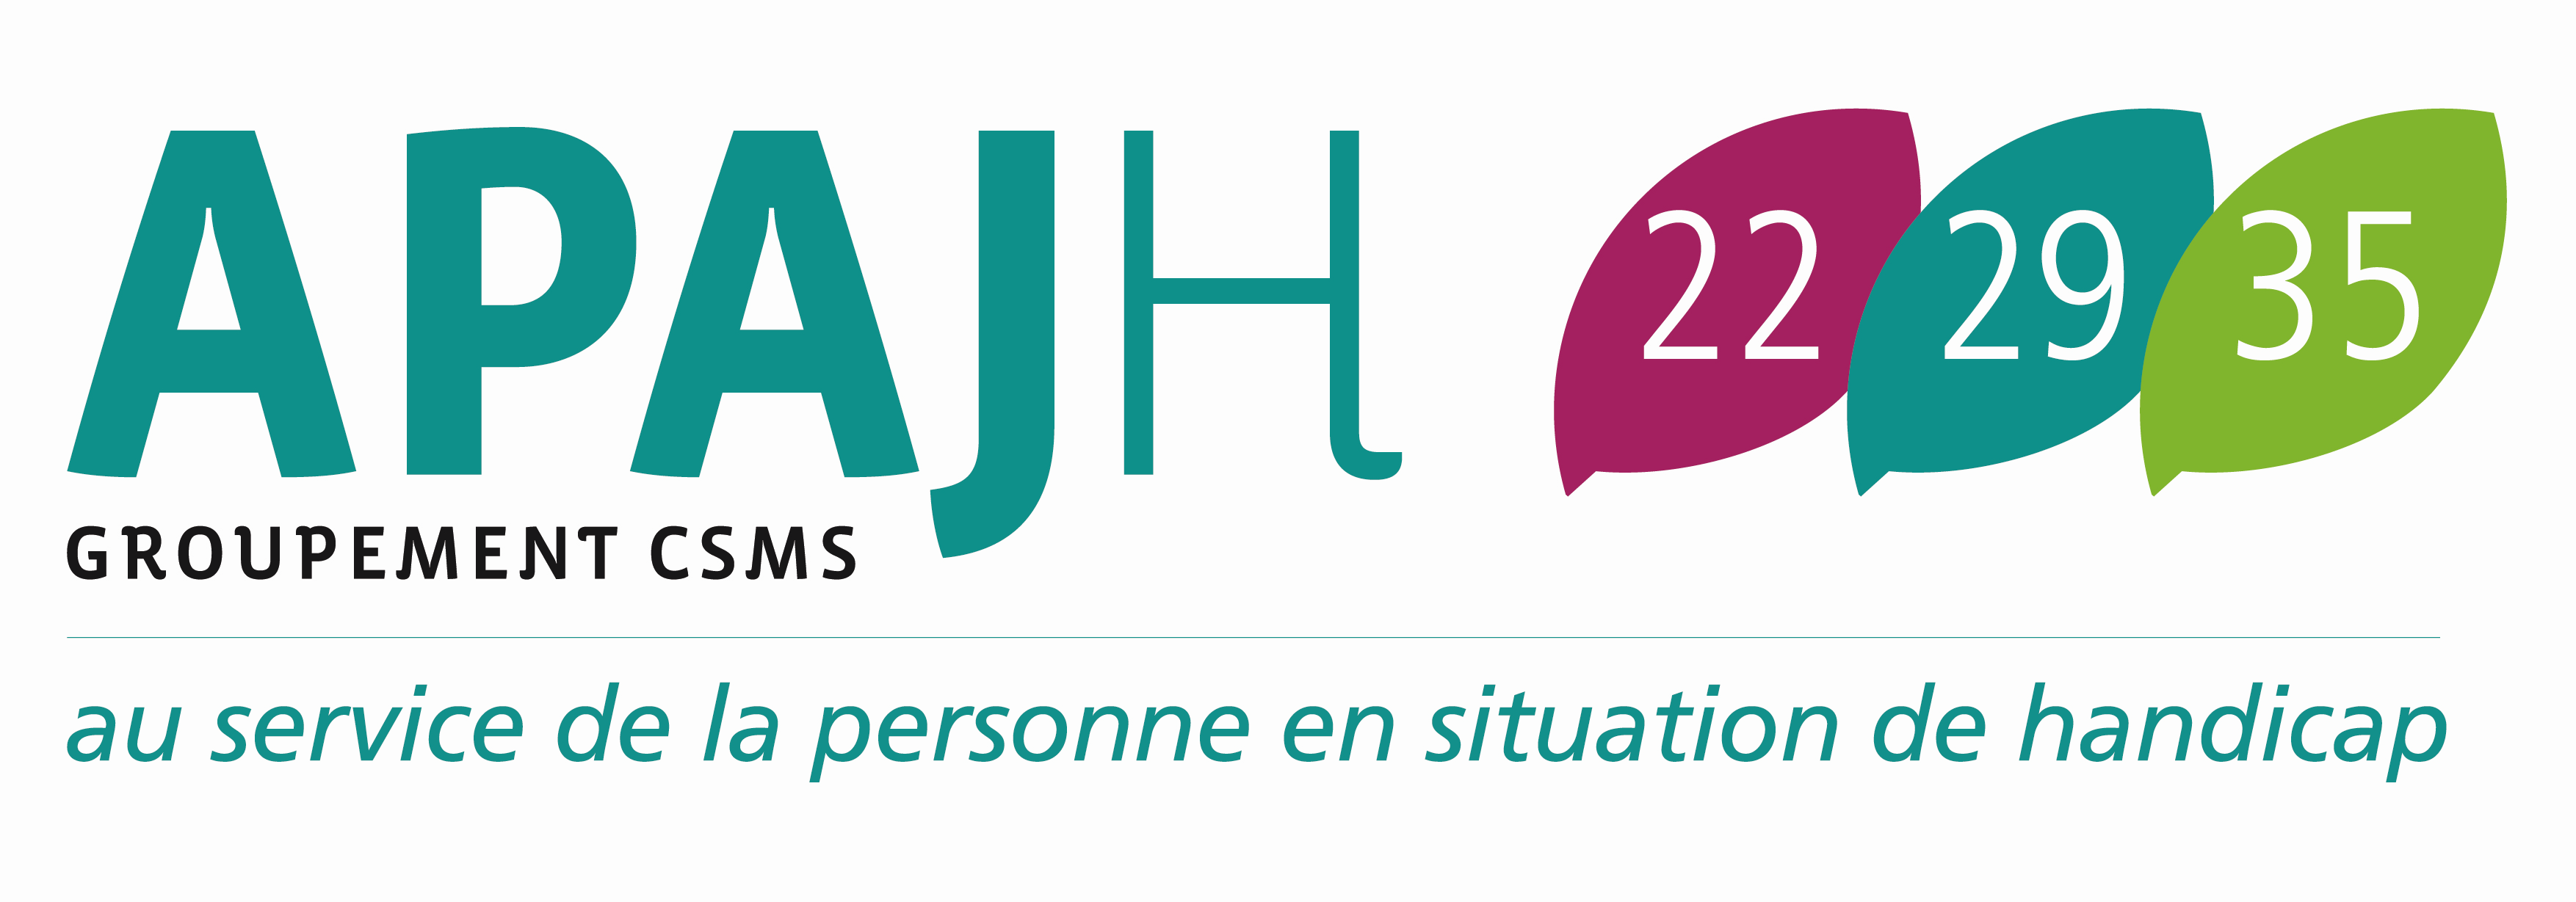 APAJH 22 29 35
GROUPEMENT CSMS
au service de la personne en situation de handicap